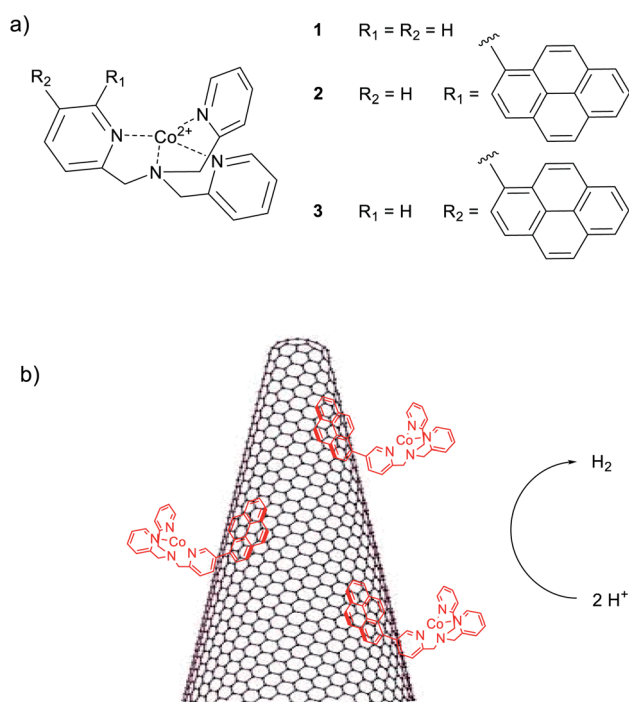 a)
1 R₁ = R₂ = H
R₂ R₁
N N Co²⁺ N N
2 R₂ = H R₁ =
3 R₁ = H R₂ =
b)
N N Co N N
H₂
N N Co N N
2 H⁺
N N Co N N